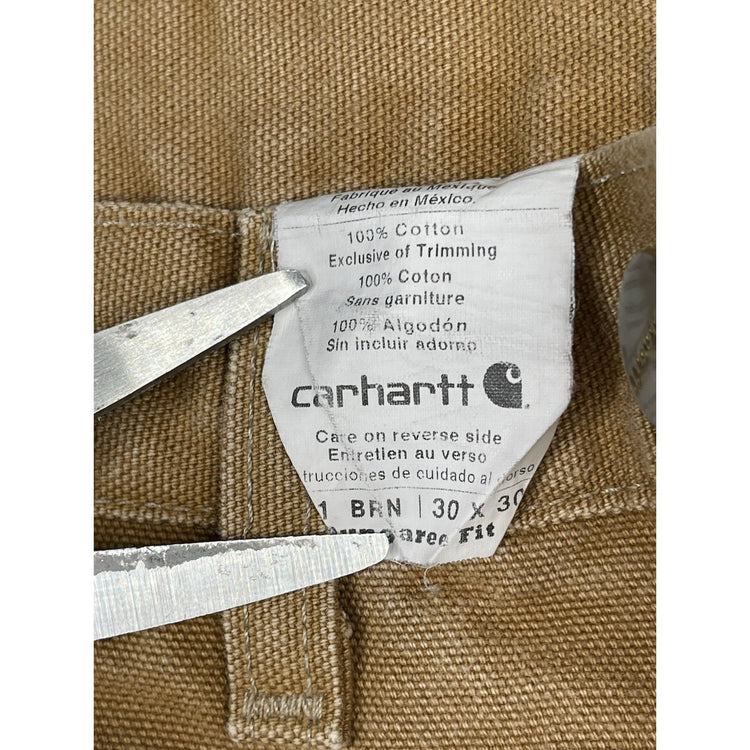 Fabriqué au Mexique
Hecho en México.
100% Cotton
Exclusive of Trimming
100% Coton
Sans garniture
100% Algodón
Sin incluir adorno
carhartt
Care on reverse side
Entretien au verso
trucciones de cuidado al dorso
1 BRN | 30 x 30
Fit